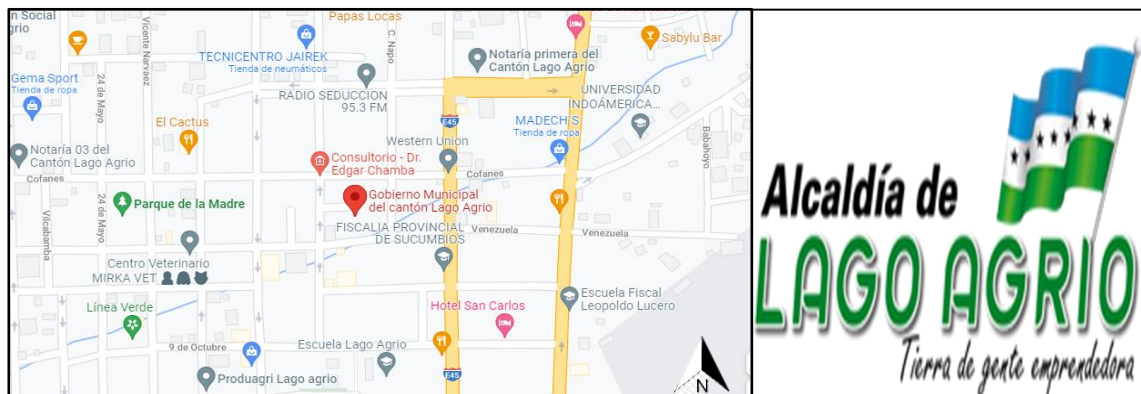 n Social
grio
Vicente Narvaez
Papas Locas
C. Napo
TECNICENTRO JAIREK
Tienda de neumáticos
Notaría primera del
Cantón Lago Agrio
Sabylu Bar
Gema Sport
Tienda de ropa
24 de Mayo
RADIO SEDUCCION
95.3 FM
UNIVERSIDAD
INDOÁMERICA...
E45
MADECH´S
Tienda de ropa
El Cactus
Western Union
Babahoyo
Notaría 03 del
Cantón Lago Agrio
Cofanes
Consultorio - Dr.
Edgar Chamba
Cofanes
Parque de la Madre
24 de Mayo
Vilcabamba
Gobierno Municipal
del cantón Lago Agrio
FISCALIA PROVINCIAL
DE SUCUMBIOS
Venezuela
Venezuela
Centro Veterinario
MIRKA VET
Línea Verde
Hotel San Carlos
Escuela Fiscal
Leopoldo Lucero
9 de Octubre
Escuela Lago Agrio
Produagri Lago agrio
E45
N
Alcaldía de
LAGO AGRIO
Tierra de gente emprendedora